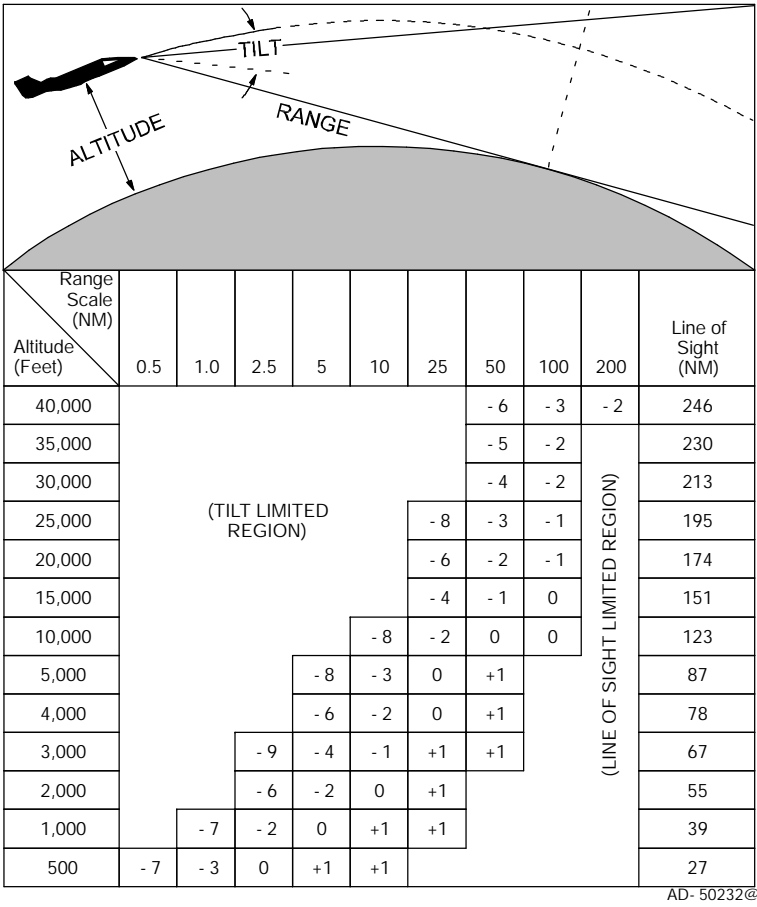 TILT
RANGE
ALTITUDE
Range
Scale
(NM)
Altitude
(Feet)
0.5 1.0 2.5 5 10 25 50 100 200
Line of
Sight
(NM)
40,000 - 6 - 3 - 2 246
35,000 - 5 - 2 230
30,000 - 4 - 2 213
(TILT LIMITED
REGION)
25,000 - 8 - 3 - 1 195
20,000 - 6 - 2 - 1 174
15,000 - 4 - 1 0 151
10,000 - 8 - 2 0 0 123
5,000 - 8 - 3 0 +1 87
4,000 - 6 - 2 0 +1 78
3,000 - 9 - 4 - 1 +1 +1 67
2,000 - 6 - 2 0 +1 55
1,000 - 7 - 2 0 +1 +1 39
500 - 7 - 3 0 +1 +1 27
(LINE OF SIGHT LIMITED REGION)
AD- 50232@